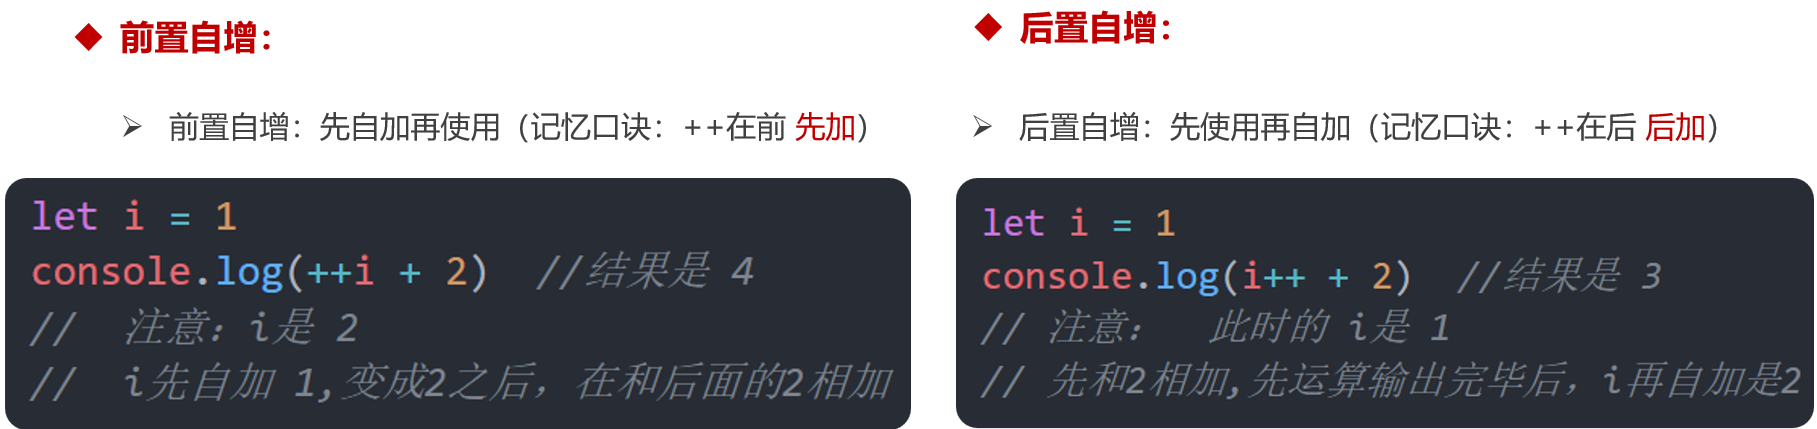 前置自增：
前置自增：先自加再使用（记忆口诀：++在前 先加）
let i = 1
console.log(++i + 2)  //结果是 4
//  注意：i是 2
//  i先自加 1,变成2之后，在和后面的2相加
后置自增：
后置自增：先使用再自加（记忆口诀：++在后 后加）
let i = 1
console.log(i++ + 2)  //结果是 3
// 注意：  此时的 i是 1
// 先和2相加,先运算输出完毕后，i再自加是2